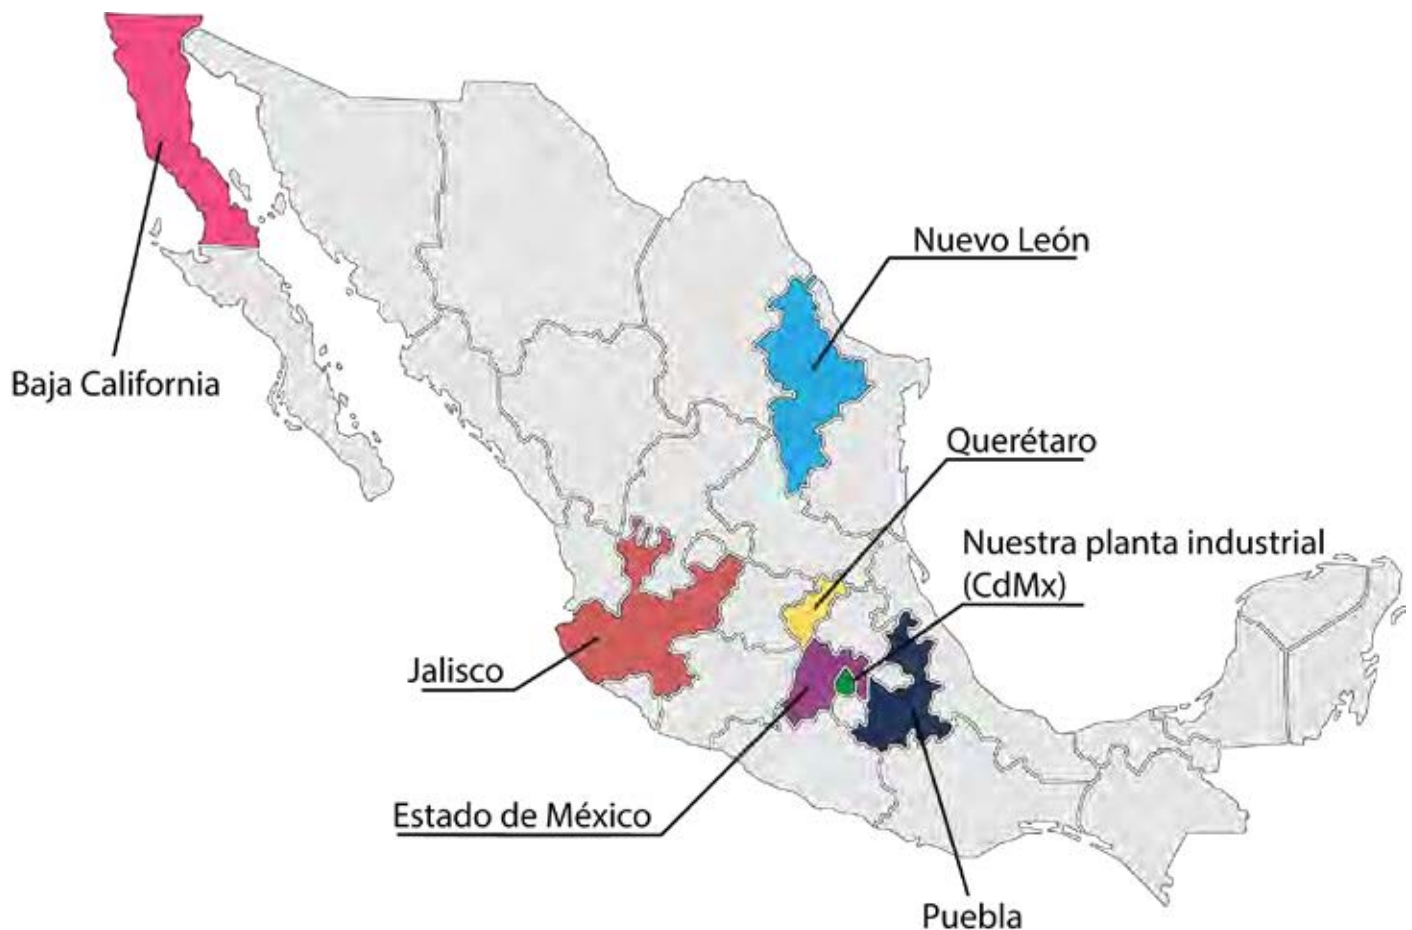 Nuevo León
Baja California
Querétaro
Nuestra planta industrial
(CdMx)
Jalisco
Estado de México
Puebla